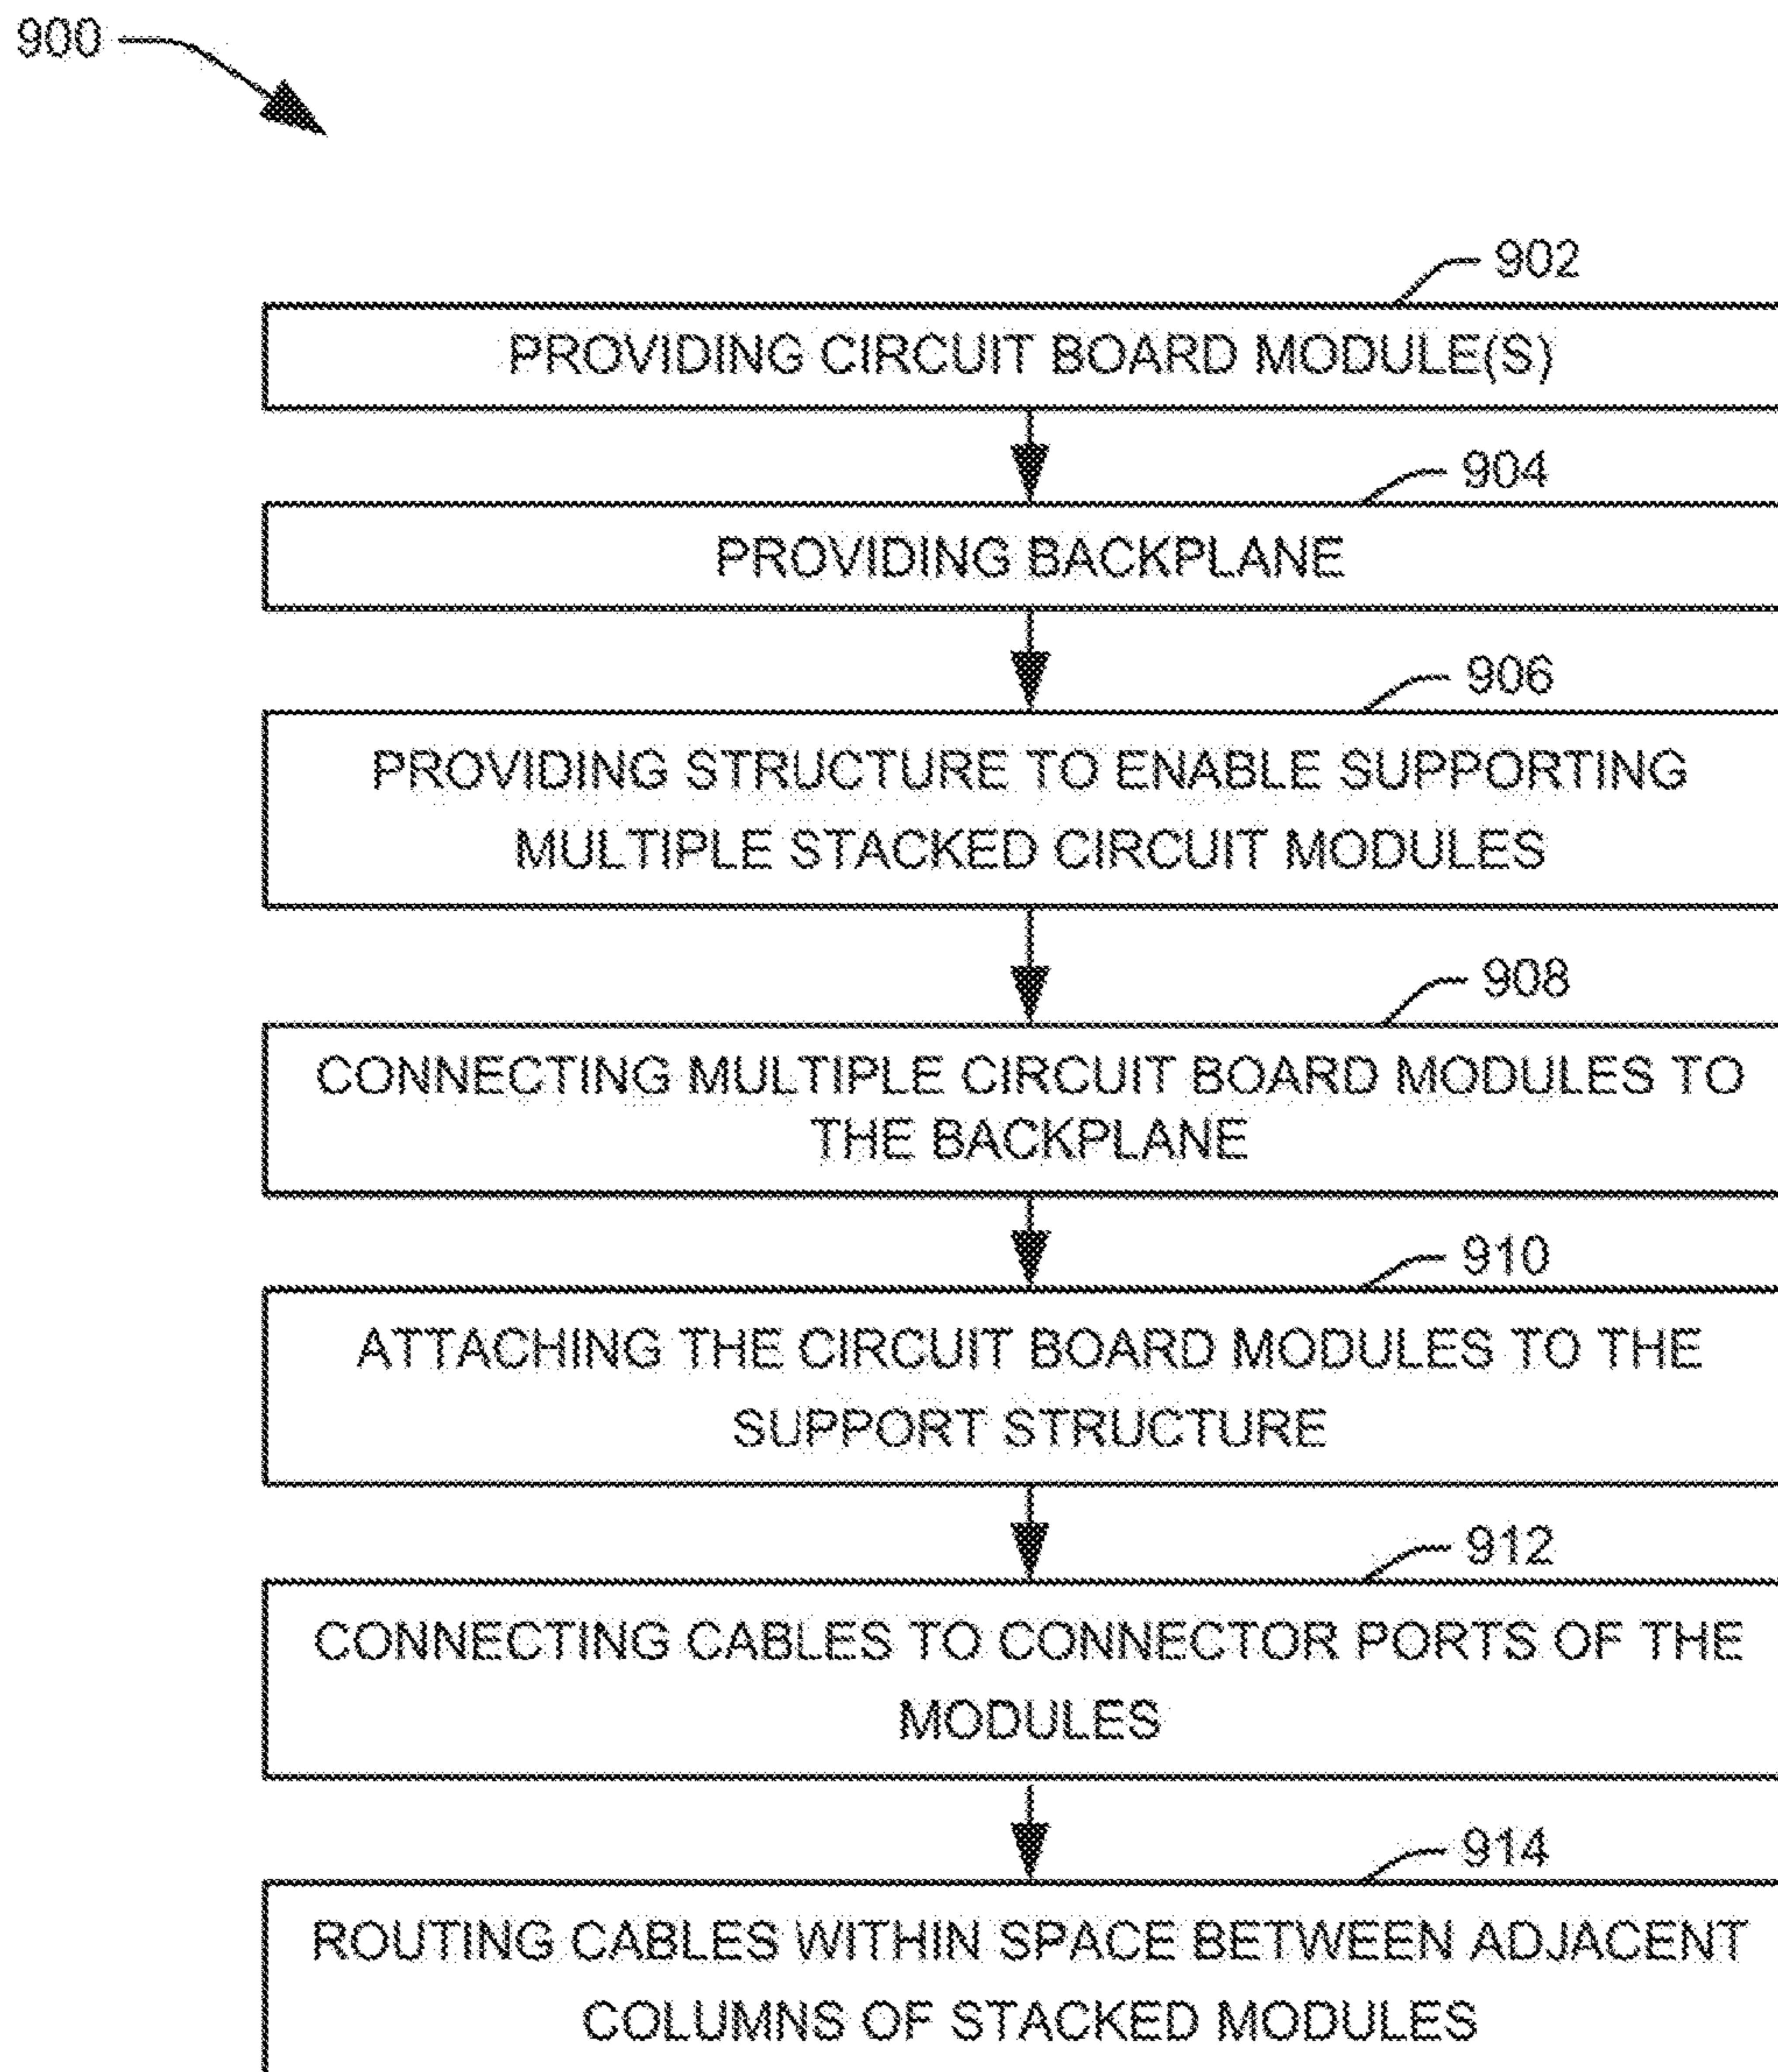 900
902
PROVIDING CIRCUIT BOARD MODULE(S)
904
PROVIDING BACKPLANE
906
PROVIDING STRUCTURE TO ENABLE SUPPORTING
MULTIPLE STACKED CIRCUIT MODULES
908
CONNECTING MULTIPLE CIRCUIT BOARD MODULES TO
THE BACKPLANE
910
ATTACHING THE CIRCUIT BOARD MODULES TO THE
SUPPORT STRUCTURE
912
CONNECTING CABLES TO CONNECTOR PORTS OF THE
MODULES
914
ROUTING CABLES WITHIN SPACE BETWEEN ADJACENT
COLUMNS OF STACKED MODULES